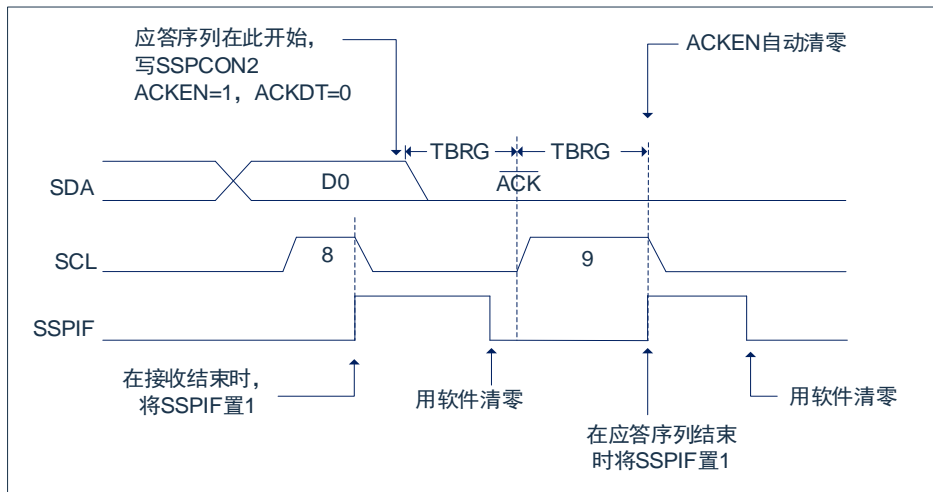 应答序列在此开始,
写SSPCON2
ACKEN=1, ACKDT=0
ACKEN自动清零
TBRG
TBRG
SDA
D0
ACK
SCL
8
9
SSPIF
在接收结束时,
将SSPIF置1
用软件清零
用软件清零
在应答序列结束
时将SSPIF置1